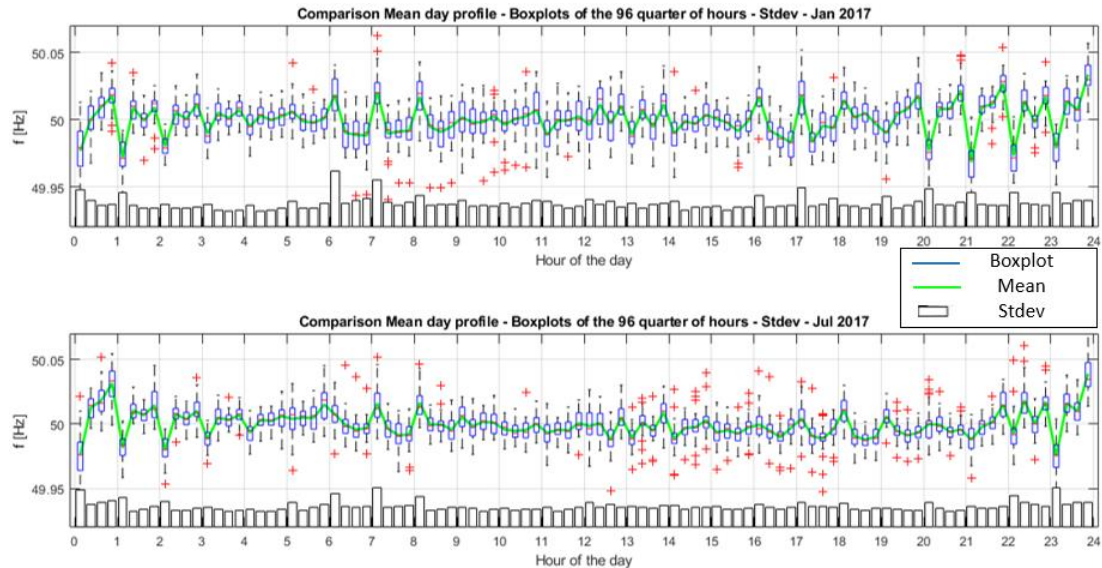 Comparison Mean day profile - Boxplots of the 96 quarter of hours - Stdev - Jan 2017
50.05
50
49.95
f [Hz]
0 1 2 3 4 5 6 7 8 9 10 11 12 13 14 15 16 17 18 19 20 21 22 23 24
Hour of the day
Boxplot
Mean
Stdev
Comparison Mean day profile - Boxplots of the 96 quarter of hours - Stdev - Jul 2017
50.05
50
49.95
f [Hz]
0 1 2 3 4 5 6 7 8 9 10 11 12 13 14 15 16 17 18 19 20 21 22 23 24
Hour of the day